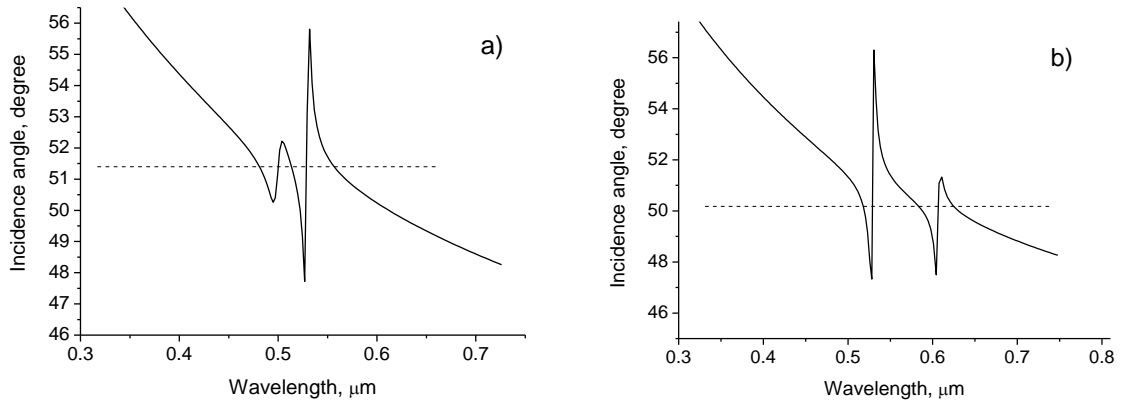 a)
56
55
54
53
52
51
50
49
48
47
46
Incidence angle, degree
0.3 0.4 0.5 0.6 0.7
Wavelength, μm
b)
56
54
52
50
48
46
Incidence angle, degree
0.3 0.4 0.5 0.6 0.7 0.8
Wavelength, μm